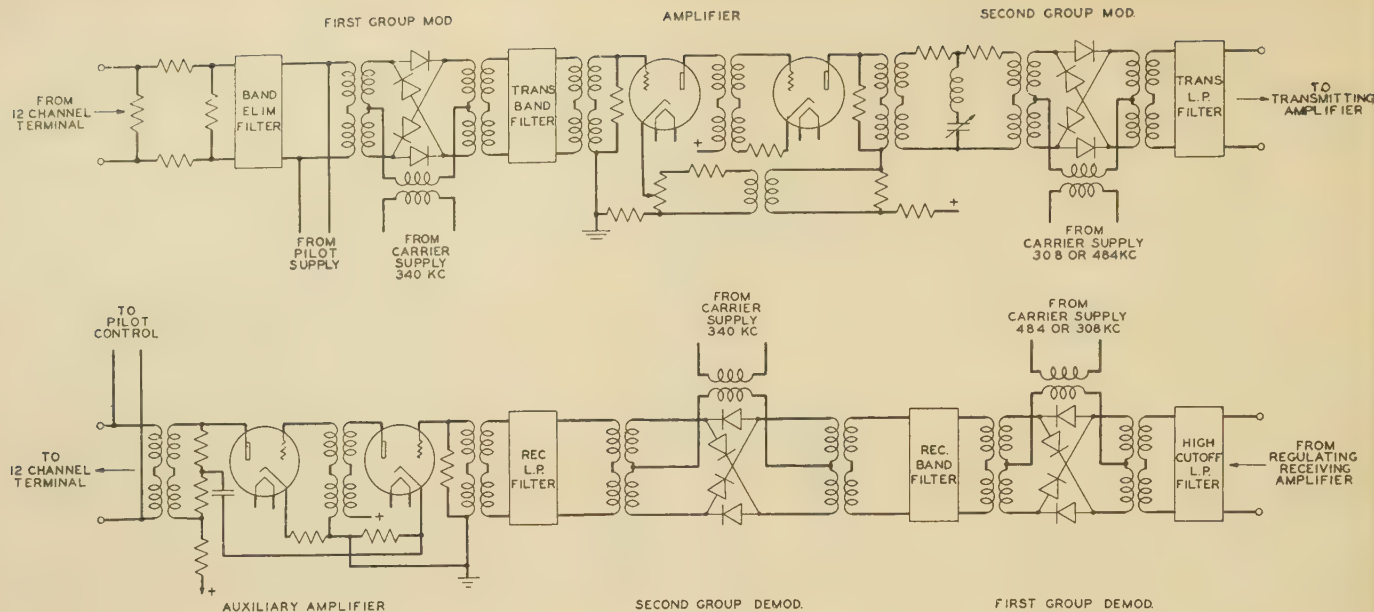 FIRST GROUP MOD
AMPLIFIER
SECOND GROUP MOD.
FROM
12 CHANNEL
TERMINAL
BAND
ELIM
FILTER
TRANS
BAND
FILTER
TRANS
L.P.
FILTER
TO
TRANSMITTING
AMPLIFIER
+
+
FROM
PILOT
SUPPLY
FROM
CARRIER
SUPPLY
340 KC
FROM
CARRIER SUPPLY
308 OR 484KC
TO
PILOT
CONTROL
FROM
CARRIER
SUPPLY
340 KC
FROM
CARRIER SUPPLY
484 OR 308KC
TO
12 CHANNEL
TERMINAL
REC
L.P.
FILTER
REC.
BAND
FILTER
HIGH
CUTOFF
L.P.
FILTER
FROM
REGULATING
RECEIVING
AMPLIFIER
+
+
AUXILIARY AMPLIFIER
SECOND GROUP DEMOD.
FIRST GROUP DEMOD.